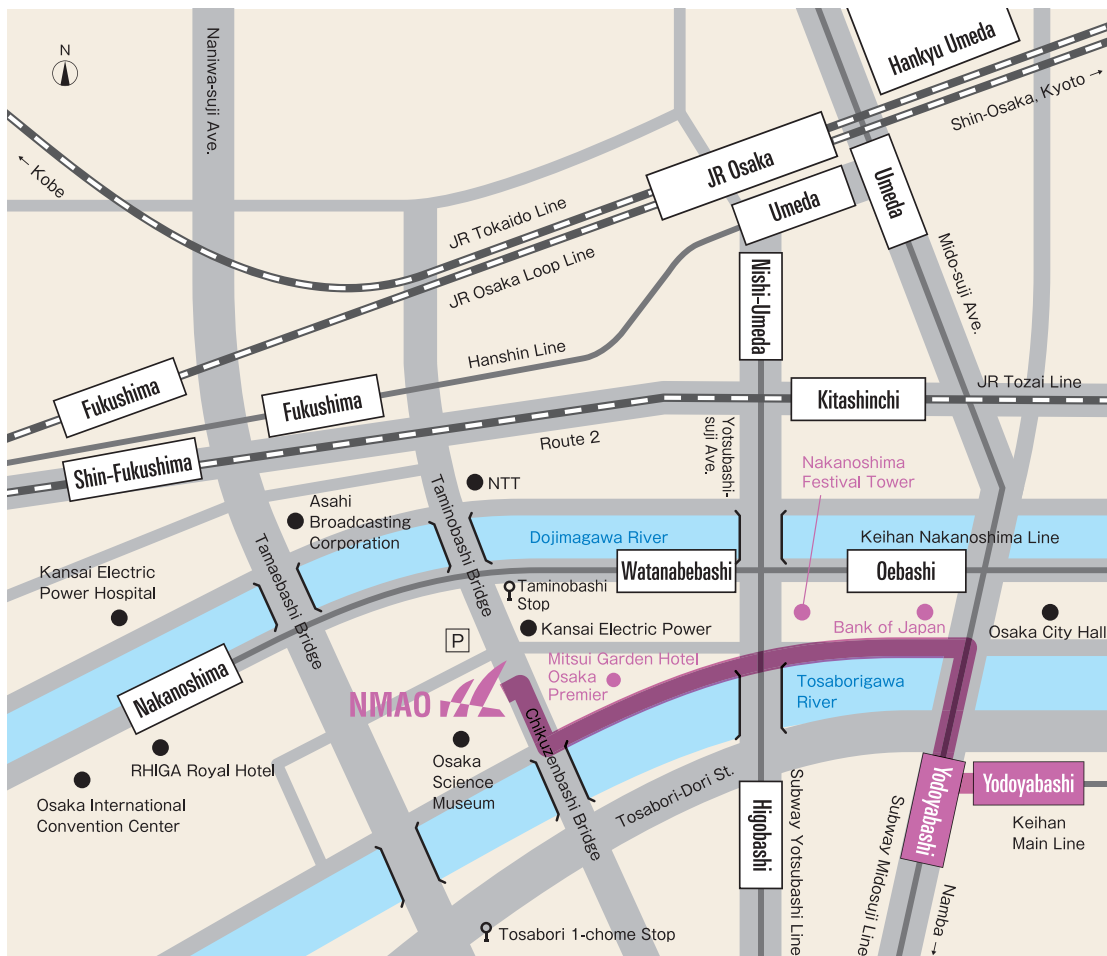 N
Naniwa-suji Ave.
Hankyu Umeda
Shin-Osaka, Kyoto →
← Kobe
JR Osaka
Umeda
Umeda
JR Tokaido Line
JR Osaka Loop Line
Mido-suji Ave.
Nishi-Umeda
Hanshin Line
Fukushima
Fukushima
JR Tozai Line
Kitashinchi
Route 2
Yotsubashi-
suji Ave.
Shin-Fukushima
Nakanoshima
Festival Tower
NTT
Asahi
Broadcasting
Corporation
Taminobashi Bridge
Tamaebashi Bridge
Dojimagawa River
Keihan Nakanoshima Line
Kansai Electric
Power Hospital
Watanabebashi
Oebashi
Taminobashi
Stop
Kansai Electric Power
Bank of Japan
Osaka City Hall
P
Mitsui Garden Hotel
Osaka
Premier
Nakanoshima
NMAO
Tosaborigawa
River
Chikuzenbashi Bridge
RHIGA Royal Hotel
Osaka
Science
Museum
Osaka International
Convention Center
Tosabori-Dori St.
Higobashi
Subway Yotsubashi Line
Subway Midosuji Line
Yodoyabashi
Yodoyabashi
Keihan
Main Line
Namba →
Tosabori 1-chome Stop